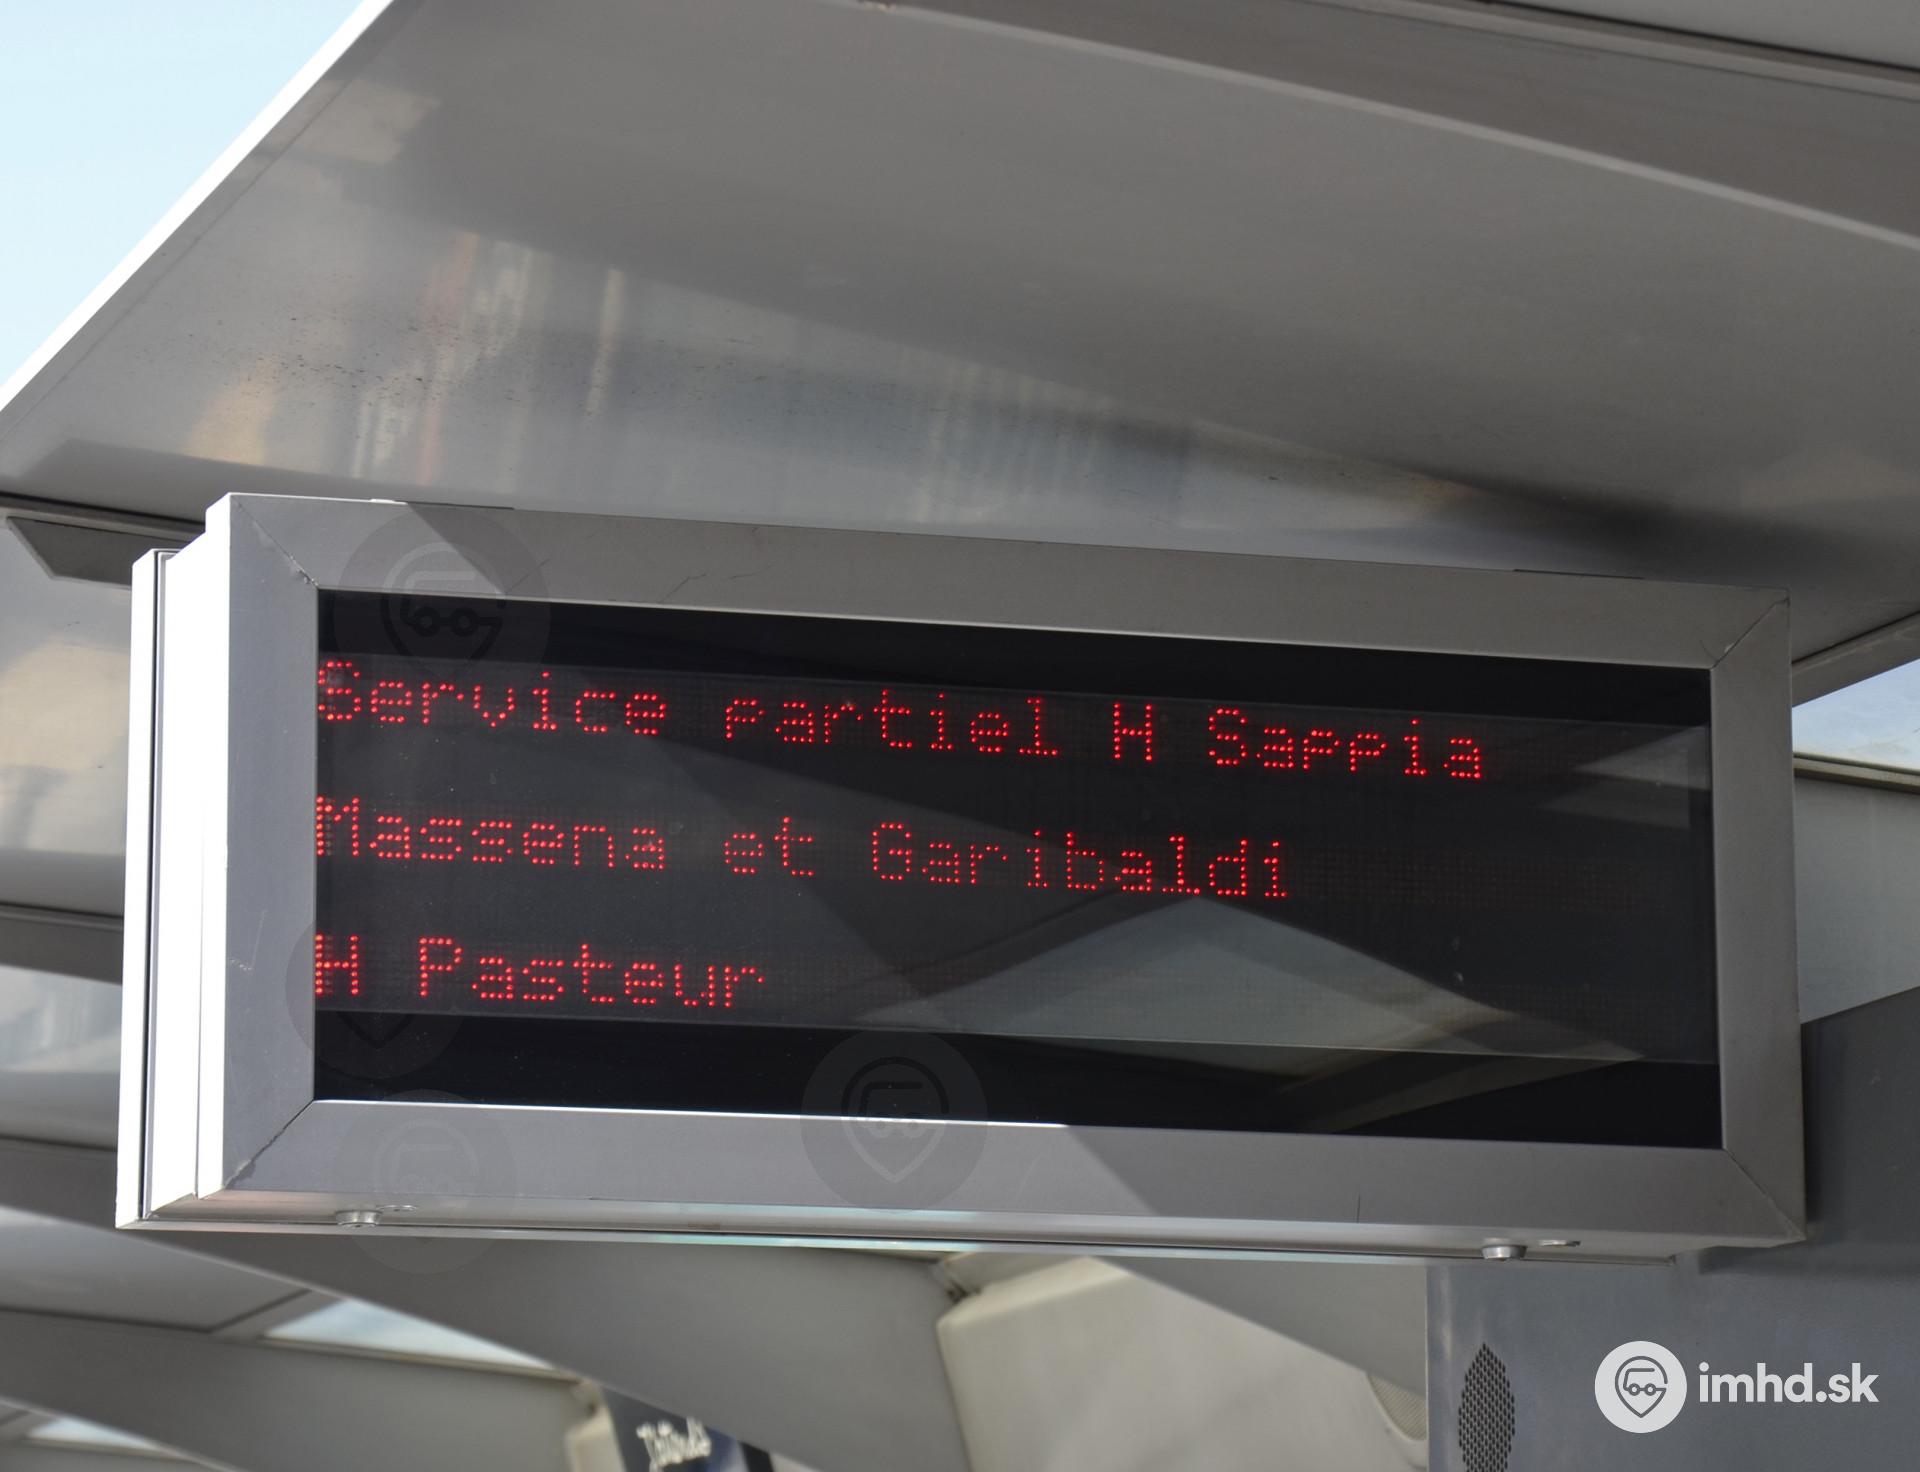 Service partiel H Sappia
Massena et Garibaldi
H Pasteur
imhd.sk